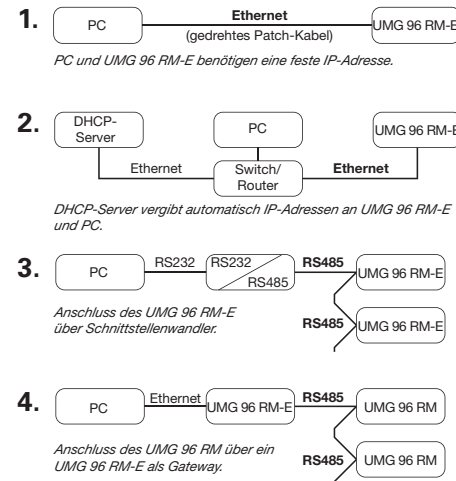 1.
PC
Ethernet
(gedrehtes Patch-Kabel)
UMG 96 RM-E
PC und UMG 96 RM-E benötigen eine feste IP-Adresse.
2.
DHCP-
Server
PC
UMG 96 RM-E
Ethernet
Switch/
Router
Ethernet
DHCP-Server vergibt automatisch IP-Adressen an UMG 96 RM-E
und PC.
3.
PC
RS232
RS232
RS485
RS485
UMG 96 RM-E
Anschluss des UMG 96 RM-E
über Schnittstellenwandler.
RS485
UMG 96 RM-E
4.
PC
Ethernet
UMG 96 RM-E
RS485
UMG 96 RM
Anschluss des UMG 96 RM über ein
UMG 96 RM-E als Gateway.
RS485
UMG 96 RM